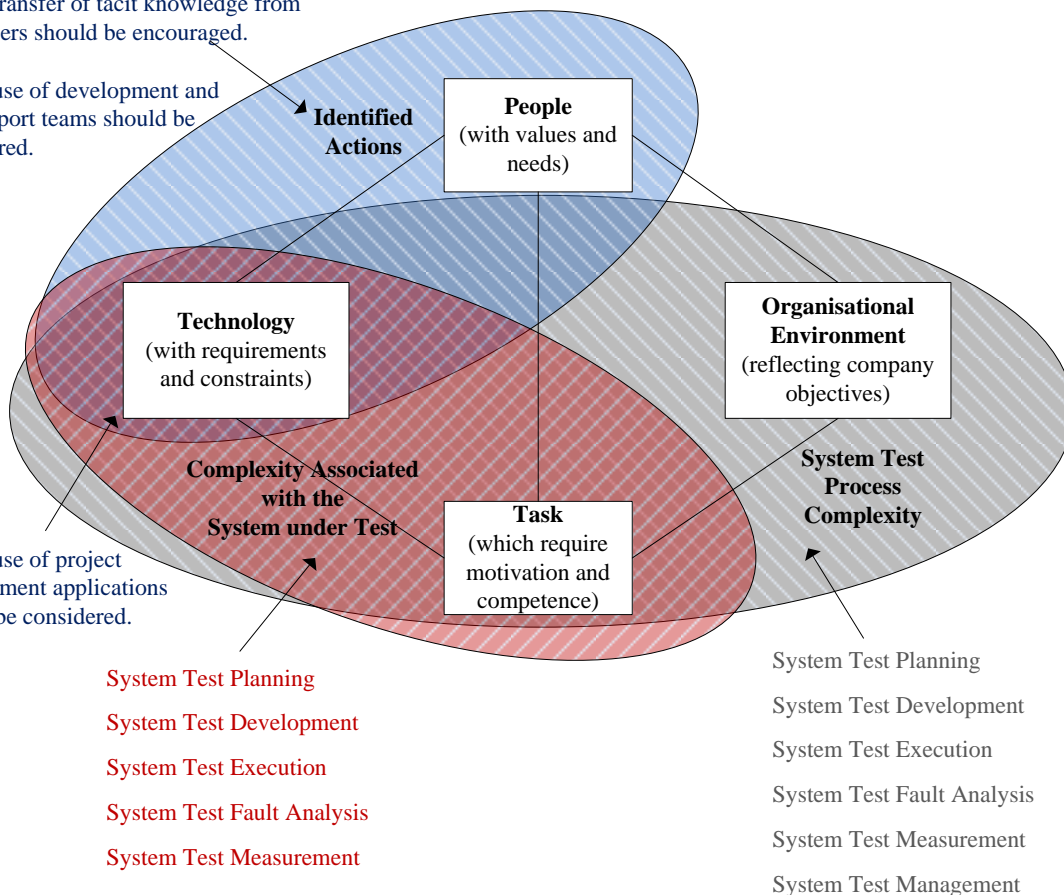 ransfer of tacit knowledge from
ers should be encouraged.
use of development and
port teams should be
red.
Identified
Actions
People
(with values and
needs)
Technology
(with requirements
and constraints)
Organisational
Environment
(reflecting company
objectives)
Complexity Associated
with the
System under Test
System Test
Process
Complexity
Task
(which require
motivation and
competence)
use of project
ment applications
be considered.
System Test Planning
System Test Development
System Test Execution
System Test Fault Analysis
System Test Measurement
System Test Planning
System Test Development
System Test Execution
System Test Fault Analysis
System Test Measurement
System Test Management